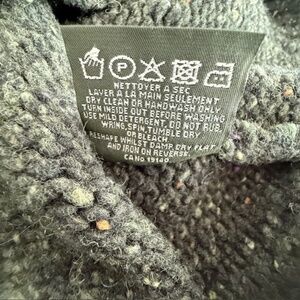 P
NETTOYER A SEC
LAVER A LA MAIN SEULEMENT
DRY CLEAN OR HANDWASH ONLY
TURN INSIDE OUT BEFORE WASHING
USE MILD DETERGENT. DO NOT RUB,
WRING, SPIN, TUMBLE DRY
OR BLEACH
RESHAPE WHILST DAMP. DRY FLAT
AND IRON ON REVERSE.
CA NO 19140